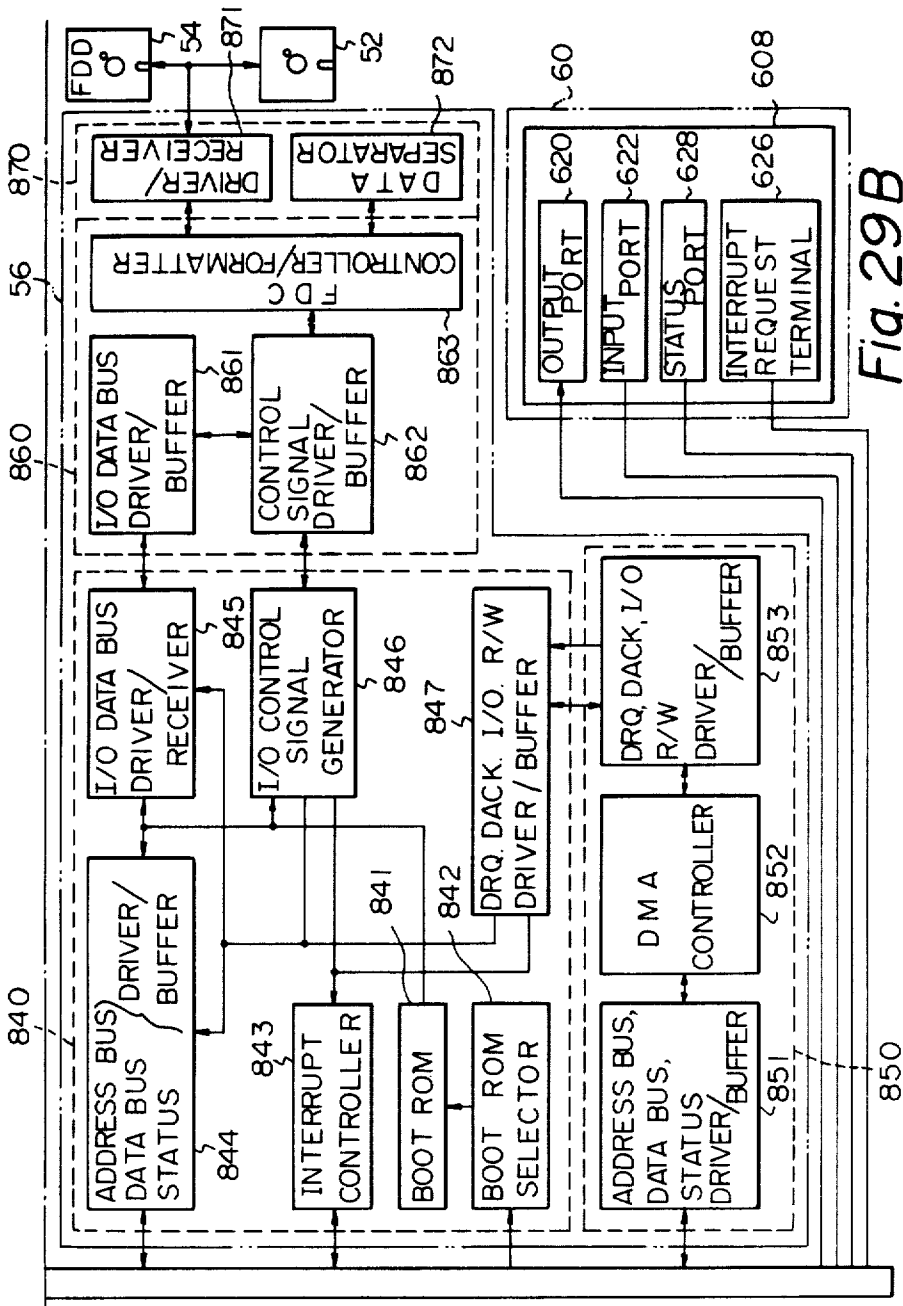 840
ADDRESS BUS
DATA BUS
STATUS
DRIVER/
BUFFER
844
I/O DATA BUS
DRIVER/
RECEIVER
845
860
I/O DATA BUS
DRIVER/
BUFFER
861
56
870
DRIVER/
RECEIVER
FDD
54
871
52
DATA
SEPARATOR
872
FDC
CONTROLLER/FORMATTER
863
CONTROL
SIGNAL
DRIVER/
BUFFER
862
I/O CONTROL
SIGNAL
GENERATOR
846
843
INTERRUPT
CONTROLLER
841
BOOT ROM
842
BOOT ROM
SELECTOR
847
DRQ. DACK. I/O. R/W
DRIVER/BUFFER
ADDRESS BUS,
DATA BUS,
STATUS
DRIVER/BUFFER
851
DMA
CONTROLLER
852
DRQ, DACK, I/O
R/W
DRIVER/BUFFER
853
850
60
608
OUTPUT
PORT
620
INPUT
PORT
622
STATUS
PORT
628
INTERRUPT
REQUEST
TERMINAL
626
Fig. 29B